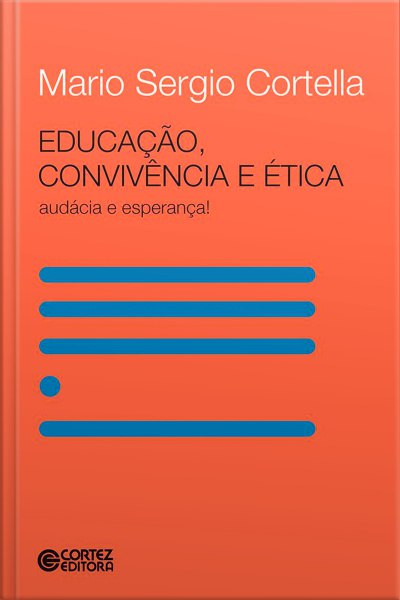 Mario Sergio Cortella
EDUCAÇÃO,
CONVIVÊNCIA E ÉTICA
audácia e esperança!
CORTEZ
EDITORA